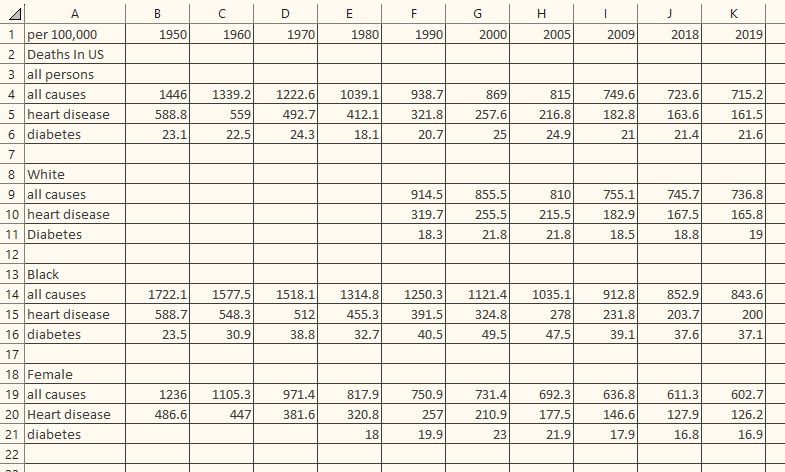 A B C D E F G H I J K
1 per 100,000 1950 1960 1970 1980 1990 2000 2005 2009 2018 2019
2 Deaths In US
3 all persons
4 all causes 1446 1339.2 1222.6 1039.1 938.7 869 815 749.6 723.6 715.2
5 heart disease 588.8 559 492.7 412.1 321.8 257.6 216.8 182.8 163.6 161.5
6 diabetes 23.1 22.5 24.3 18.1 20.7 25 24.9 21 21.4 21.6
7
8 White
9 all causes 914.5 855.5 810 755.1 745.7 736.8
10 heart disease 319.7 255.5 215.5 182.9 167.5 165.8
11 Diabetes 18.3 21.8 21.8 18.5 18.8 19
12
13 Black
14 all causes 1722.1 1577.5 1518.1 1314.8 1250.3 1121.4 1035.1 912.8 852.9 843.6
15 heart disease 588.7 548.3 512 455.3 391.5 324.8 278 231.8 203.7 200
16 diabetes 23.5 30.9 38.8 32.7 40.5 49.5 47.5 39.1 37.6 37.1
17
18 Female
19 all causes 1236 1105.3 971.4 817.9 750.9 731.4 692.3 636.8 611.3 602.7
20 Heart disease 486.6 447 381.6 320.8 257 210.9 177.5 146.6 127.9 126.2
21 diabetes 18 19.9 23 21.9 17.9 16.8 16.9
22